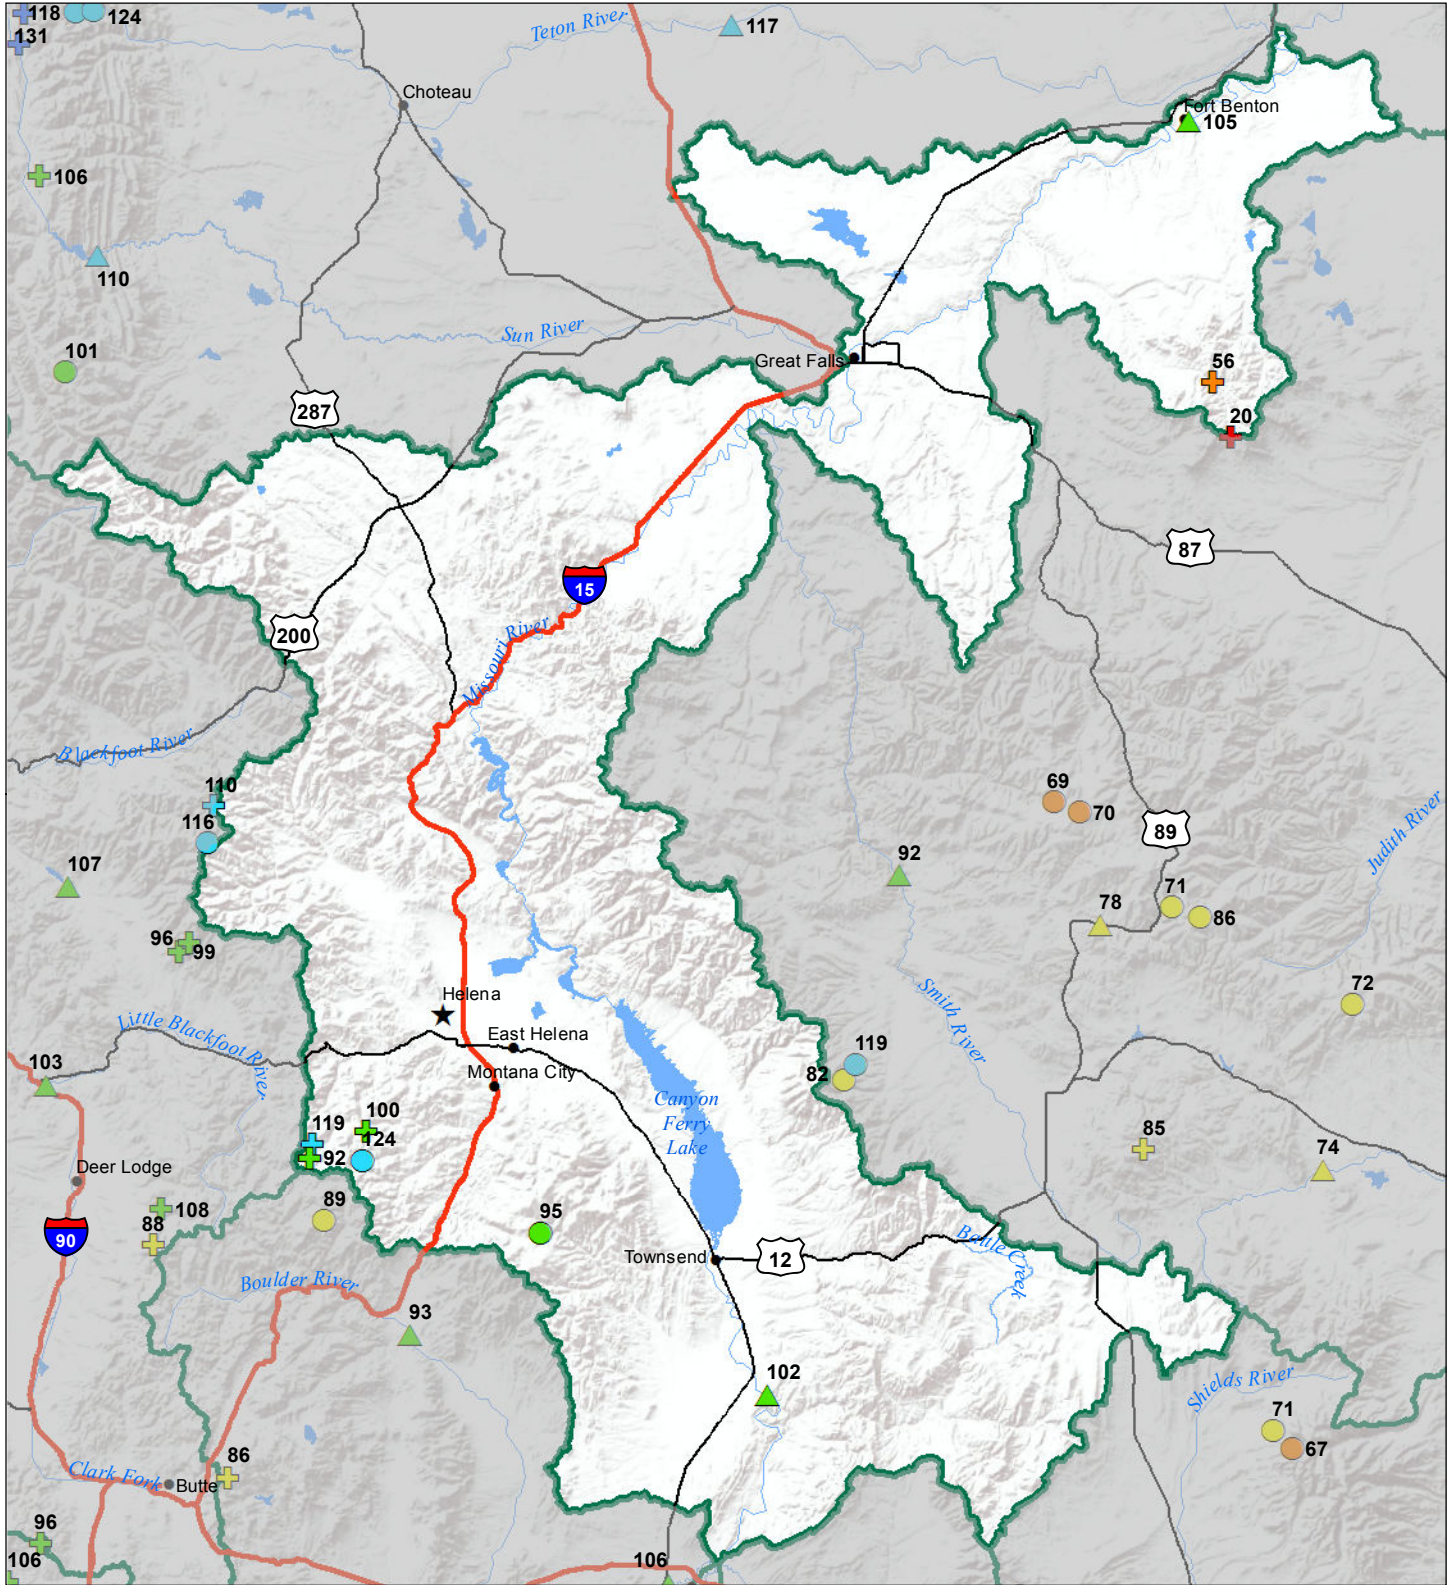 118
124
131
Teton River
117
Choteau
Fort Benton
105
106
110
Sun River
101
Great Falls
56
287
20
87
15
200
Missouri River
Blackfoot River
110
69
70
116
89
Judith River
107
92
71
78
86
96
99
72
Helena
Smith River
Little Blackfoot River
East Helena
103
119
Montana City
82
Canyon
Ferry
Lake
100
119
124
85
92
74
Deer Lodge
89
108
95
88
90
Townsend
12
Battle Creek
Boulder River
93
102
Shields River
71
67
86
Clark Fork
Butte
96
106
106